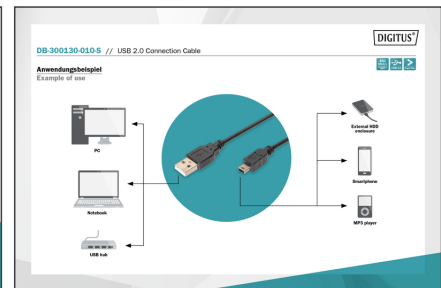 DIGITUS®
DB-300130-010-S // USB 2.0 Connection Cable
Anwendungsbeispiel
Example of use
PC
Notebook
USB hub
External HDD
enclosure
Smartphone
MP3 player